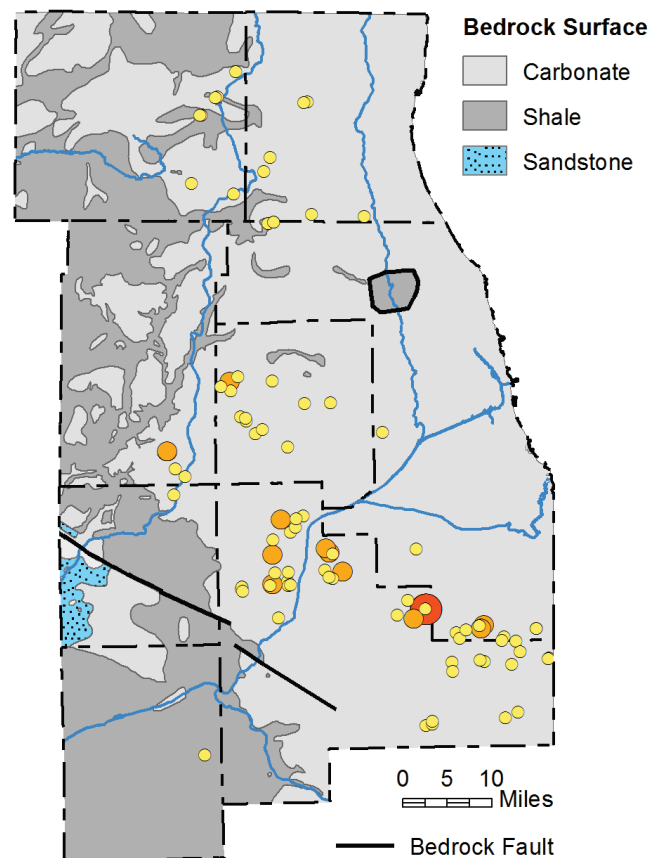 Bedrock Surface
Carbonate
Shale
Sandstone
0 5 10
Miles
Bedrock Fault